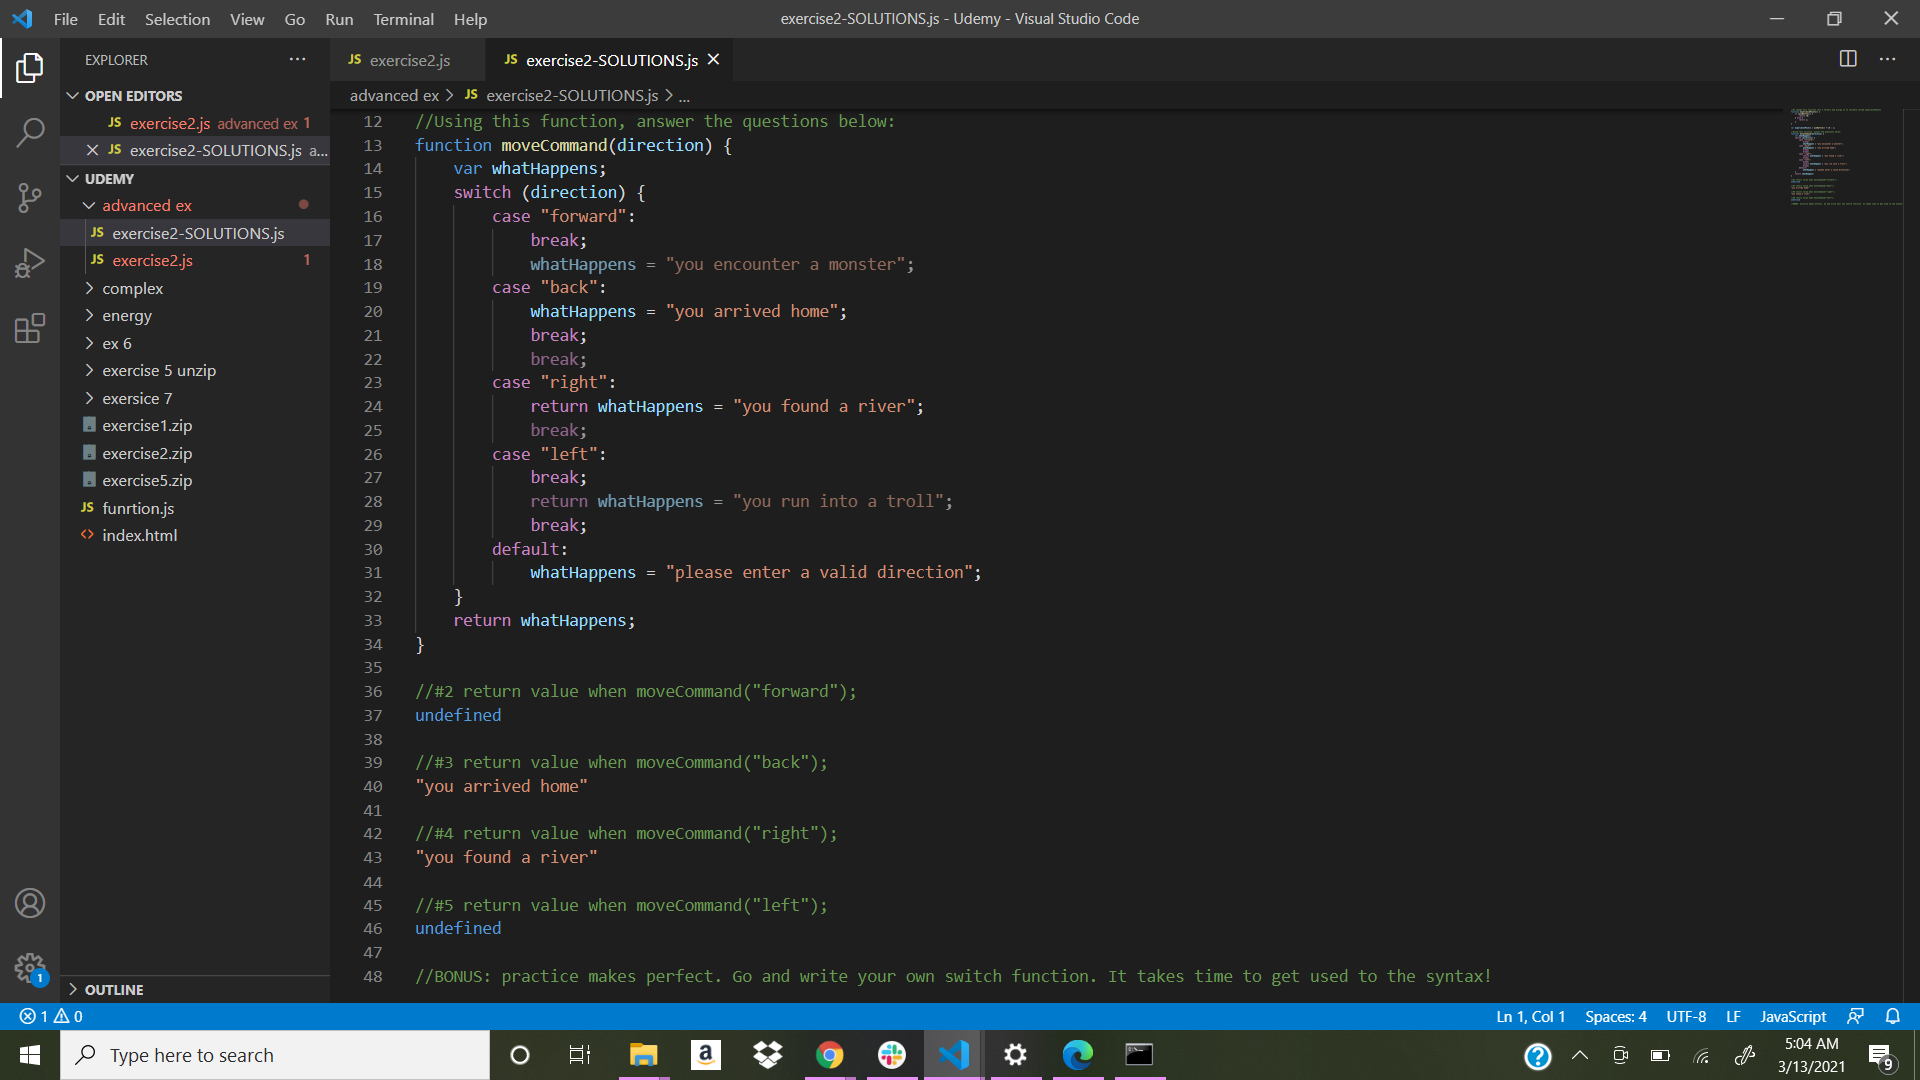 File Edit Selection View Go Run Terminal Help
exercise2-SOLUTIONS.js - Udemy - Visual Studio Code
EXPLORER
OPEN EDITORS
JS exercise2.js advanced ex 1
JS exercise2-SOLUTIONS.js a...
UDEMY
advanced ex
JS exercise2-SOLUTIONS.js
JS exercise2.js 1
complex
energy
ex 6
exercise 5 unzip
exersice 7
exercise1.zip
exercise2.zip
exercise5.zip
JS funrtion.js
<> index.html
OUTLINE
1
JS exercise2.js
JS exercise2-SOLUTIONS.js
advanced ex > JS exercise2-SOLUTIONS.js > ...
12 //Using this function, answer the questions below:
13 function moveCommand(direction) {
14 var whatHappens;
15 switch (direction) {
16 case "forward":
17 break;
18 whatHappens = "you encounter a monster";
19 case "back":
20 whatHappens = "you arrived home";
21 break;
22 break;
23 case "right":
24 return whatHappens = "you found a river";
25 break;
26 case "left":
27 break;
28 return whatHappens = "you run into a troll";
29 break;
30 default:
31 whatHappens = "please enter a valid direction";
32 }
33 return whatHappens;
34 }
35
36 //#2 return value when moveCommand("forward");
37 undefined
38
39 //#3 return value when moveCommand("back");
40 "you arrived home"
41
42 //#4 return value when moveCommand("right");
43 "you found a river"
44
45 //#5 return value when moveCommand("left");
46 undefined
47
48 //BONUS: practice makes perfect. Go and write your own switch function. It takes time to get used to the syntax!
1 0
Ln 1, Col 1 Spaces: 4 UTF-8 LF JavaScript
Type here to search
a
5:04 AM
3/13/2021
9